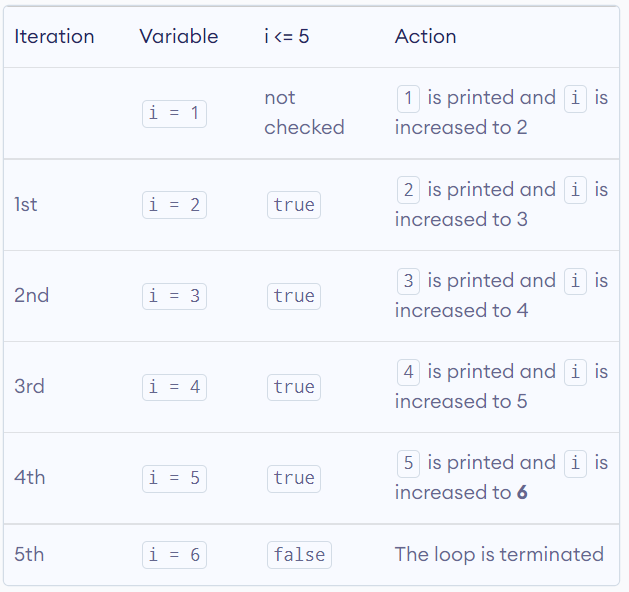 Iteration Variable i <= 5 Action
i = 1 not checked 1 is printed and i is increased to 2
1st i = 2 true 2 is printed and i is increased to 3
2nd i = 3 true 3 is printed and i is increased to 4
3rd i = 4 true 4 is printed and i is increased to 5
4th i = 5 true 5 is printed and i is increased to 6
5th i = 6 false The loop is terminated